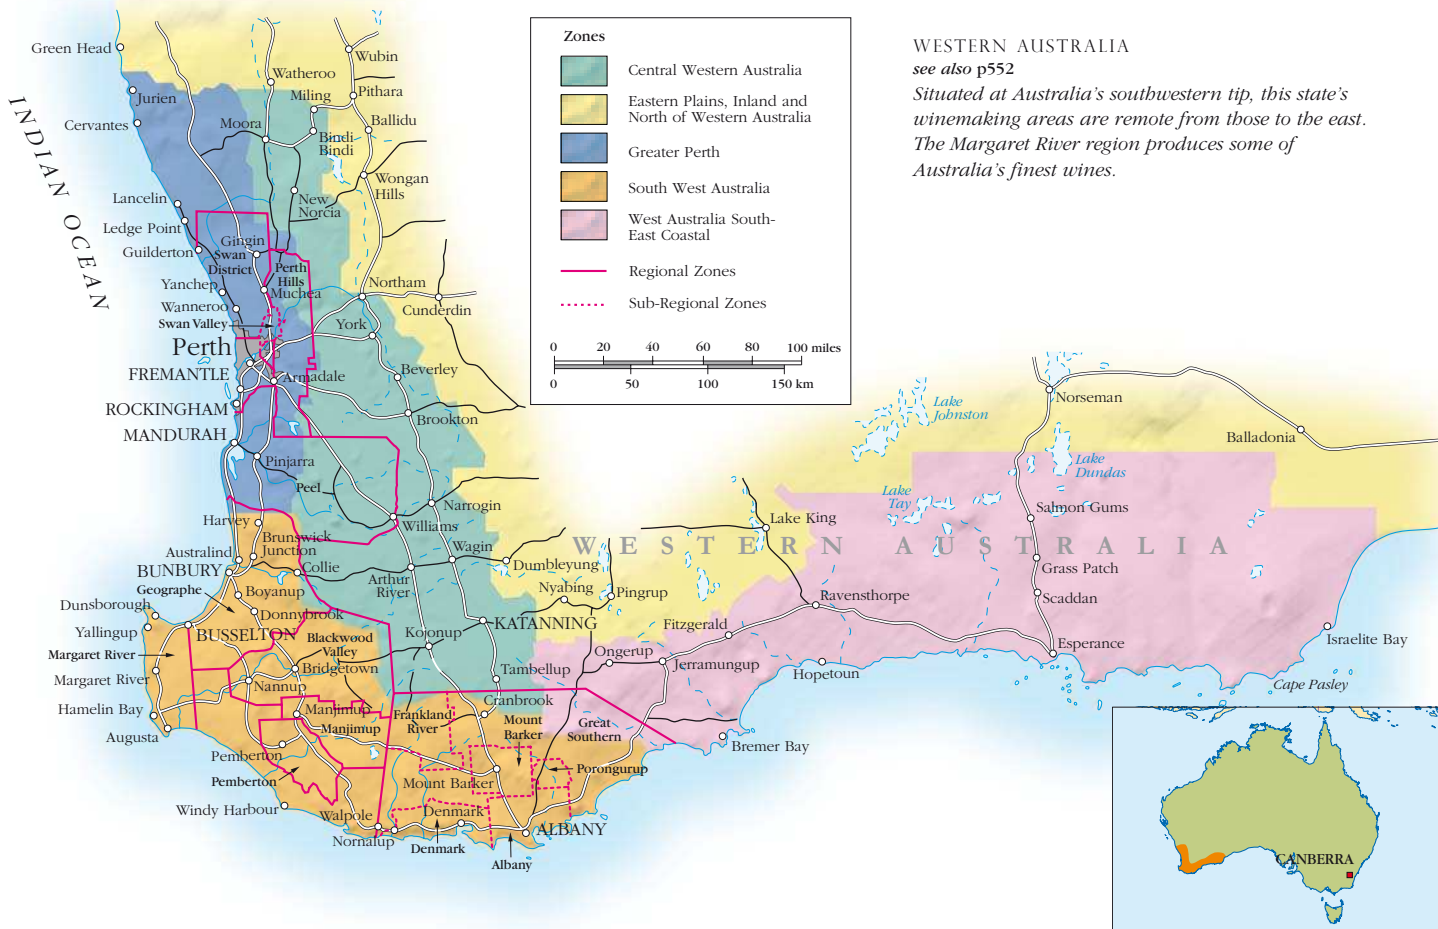 WESTERN AUSTRALIA
see also p552
Situated at Australia's southwestern tip, this state's
winemaking areas are remote from those to the east.
The Margaret River region produces some of
Australia's finest wines.
Zones
Central Western Australia
Eastern Plains, Inland and
North of Western Australia
Greater Perth
South West Australia
West Australia South-
East Coastal
Regional Zones
Sub-Regional Zones
0 20 40 60 80 100 miles
0 50 100 150 km
INDIAN OCEAN
Green Head
Wubin
Watheroo
Jurien
Miling
Pithara
Cervantes
Moora
Ballidu
Bindi
Bindi
Wongan
Hills
Lancelin
New
Norcia
Ledge Point
Gingin
Guilderton
Swan
District
Perth
Hills
Yanchep
Muchea
Northam
Wanneroo
Cunderdin
Swan Valley
York
Perth
FREMANTLE
Armadale
Beverley
ROCKINGHAM
Brookton
MANDURAH
Pinjarra
Peel
Narrogin
Harvey
Williams
Brunswick
Junction
Wagin
Australind
BUNBURY
Collie
Arthur
River
Dumbleyung
Geographe
Boyanup
Nyabing
Pingrup
Dunsborough
Donnybrook
Yallingup
BUSSELTON
Blackwood
Valley
Kojonup
KATANNING
Margaret River
Bridgetown
Margaret River
Nannup
Tambellup
Ongerup
Jerramungup
Fitzgerald
Ravensthorpe
Hopetoun
Hamelin Bay
Manjimup
Frankland
River
Cranbrook
Augusta
Manjimup
Mount
Barker
Great
Southern
Bremer Bay
Pemberton
Pemberton
Mount Barker
Porongurup
Windy Harbour
Walpole
Denmark
ALBANY
Nornalup
Denmark
Albany
WESTERN AUSTRALIA
Lake
Johnston
Norseman
Balladonia
Lake
Dundas
Lake
Tay
Lake King
Salmon Gums
Grass Patch
Scaddan
Esperance
Israelite Bay
Cape Pasley
CANBERRA